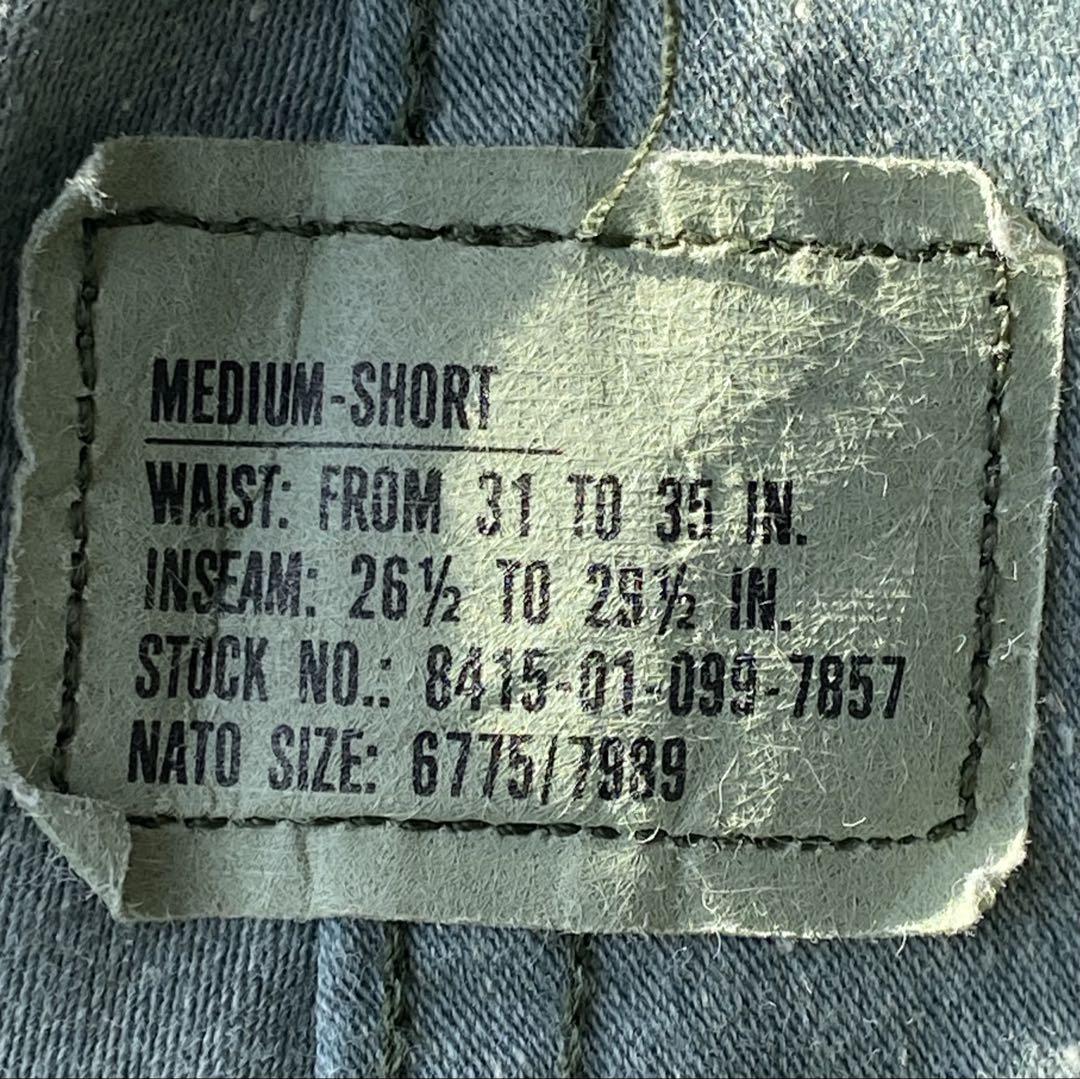 MEDIUM-SHORT
WAIST: FROM 31 TO 35 IN.
INSEAM: 26½ TO 29½ IN.
STOCK NO.: 8415-01-099-7857
NATO SIZE: 6775/7989